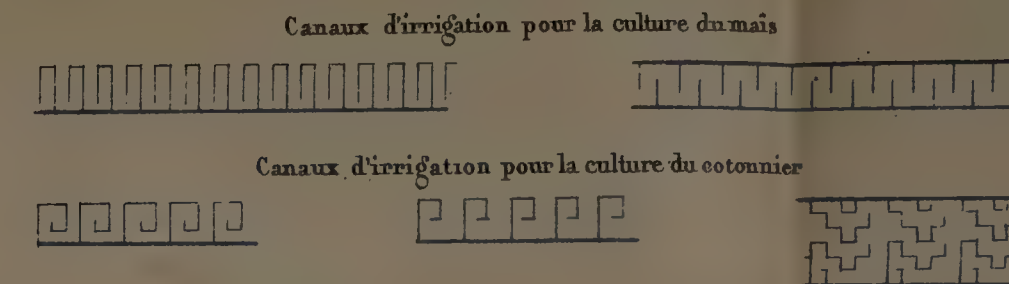 Canaux d'irrigation pour la culture du maïs
Canaux d'irrigation pour la culture du cotonnier